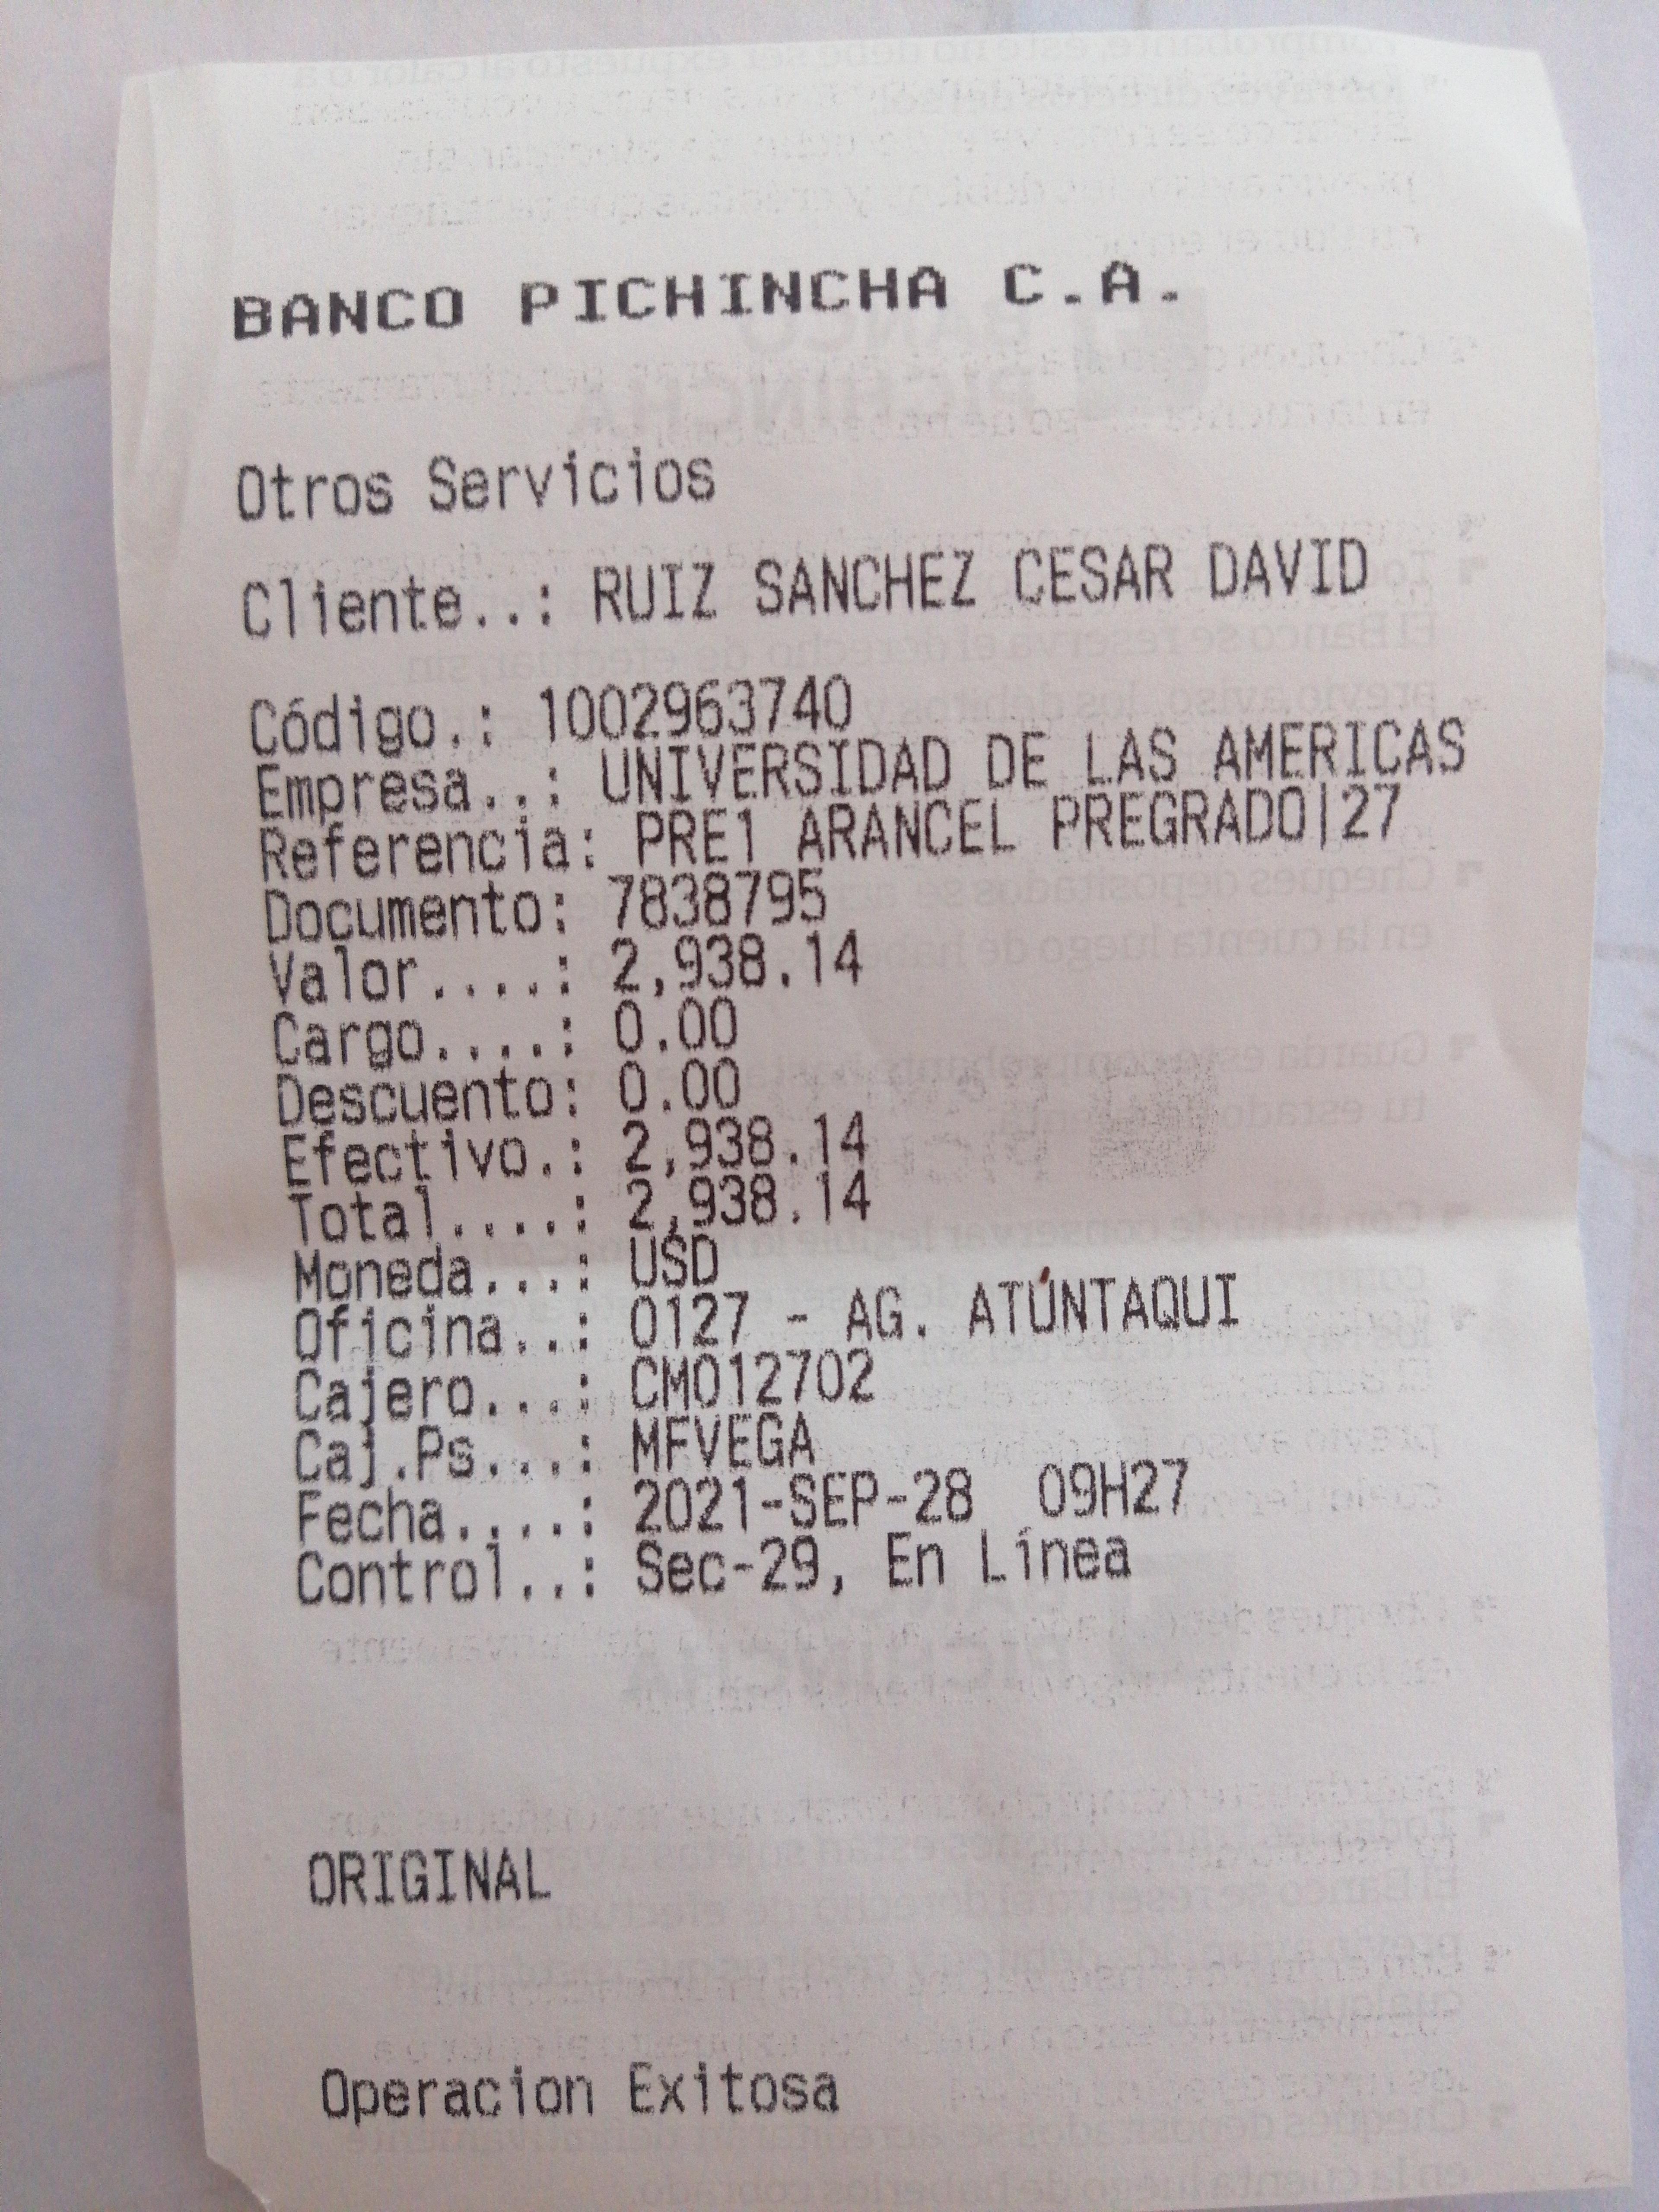 BANCO PICHINCHA C.A.
Otros Servicios
Cliente..: RUIZ SANCHEZ CESAR DAVID
Código.: 1002963740
Empresa..: UNIVERSIDAD DE LAS AMERICAS
Referencia: PRE1 ARANCEL PREGRADO|27
Documento: 7838795
Valor....: 2,938.14
Cargo....: 0.00
Descuento: 0.00
Efectivo.: 2,938.14
Total....: 2,938.14
Moneda...: USD
Oficina..: 0127 - AG. ATUNTAQUI
Cajero...: CM012702
Caj.Ps...: MFVEGA
Fecha....: 2021-SEP-28 09H27
Control..: Sec-29, En Línea
ORIGINAL
Operacion Exitosa